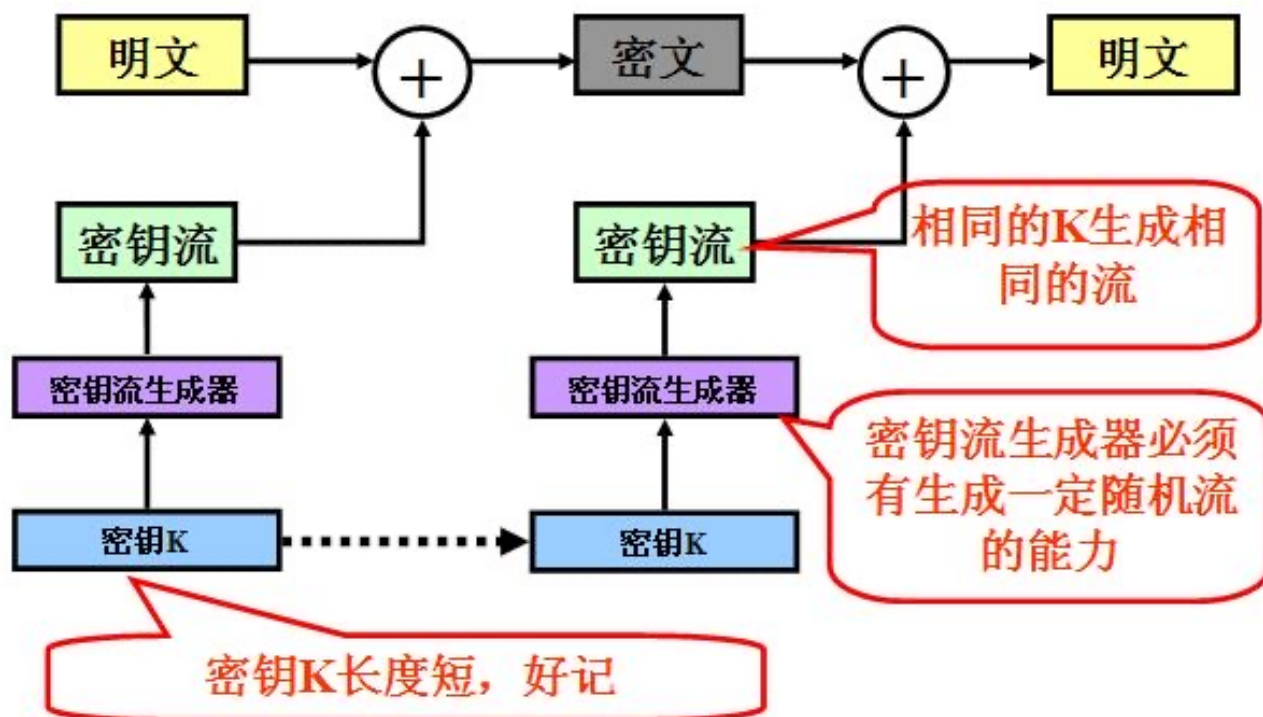 明文
密文
明文
密钥流
密钥流
相同的K生成相
同的流
密钥流生成器
密钥流生成器
密钥流生成器必须
有生成一定随机流
的能力
密钥K
密钥K
密钥K长度短，好记